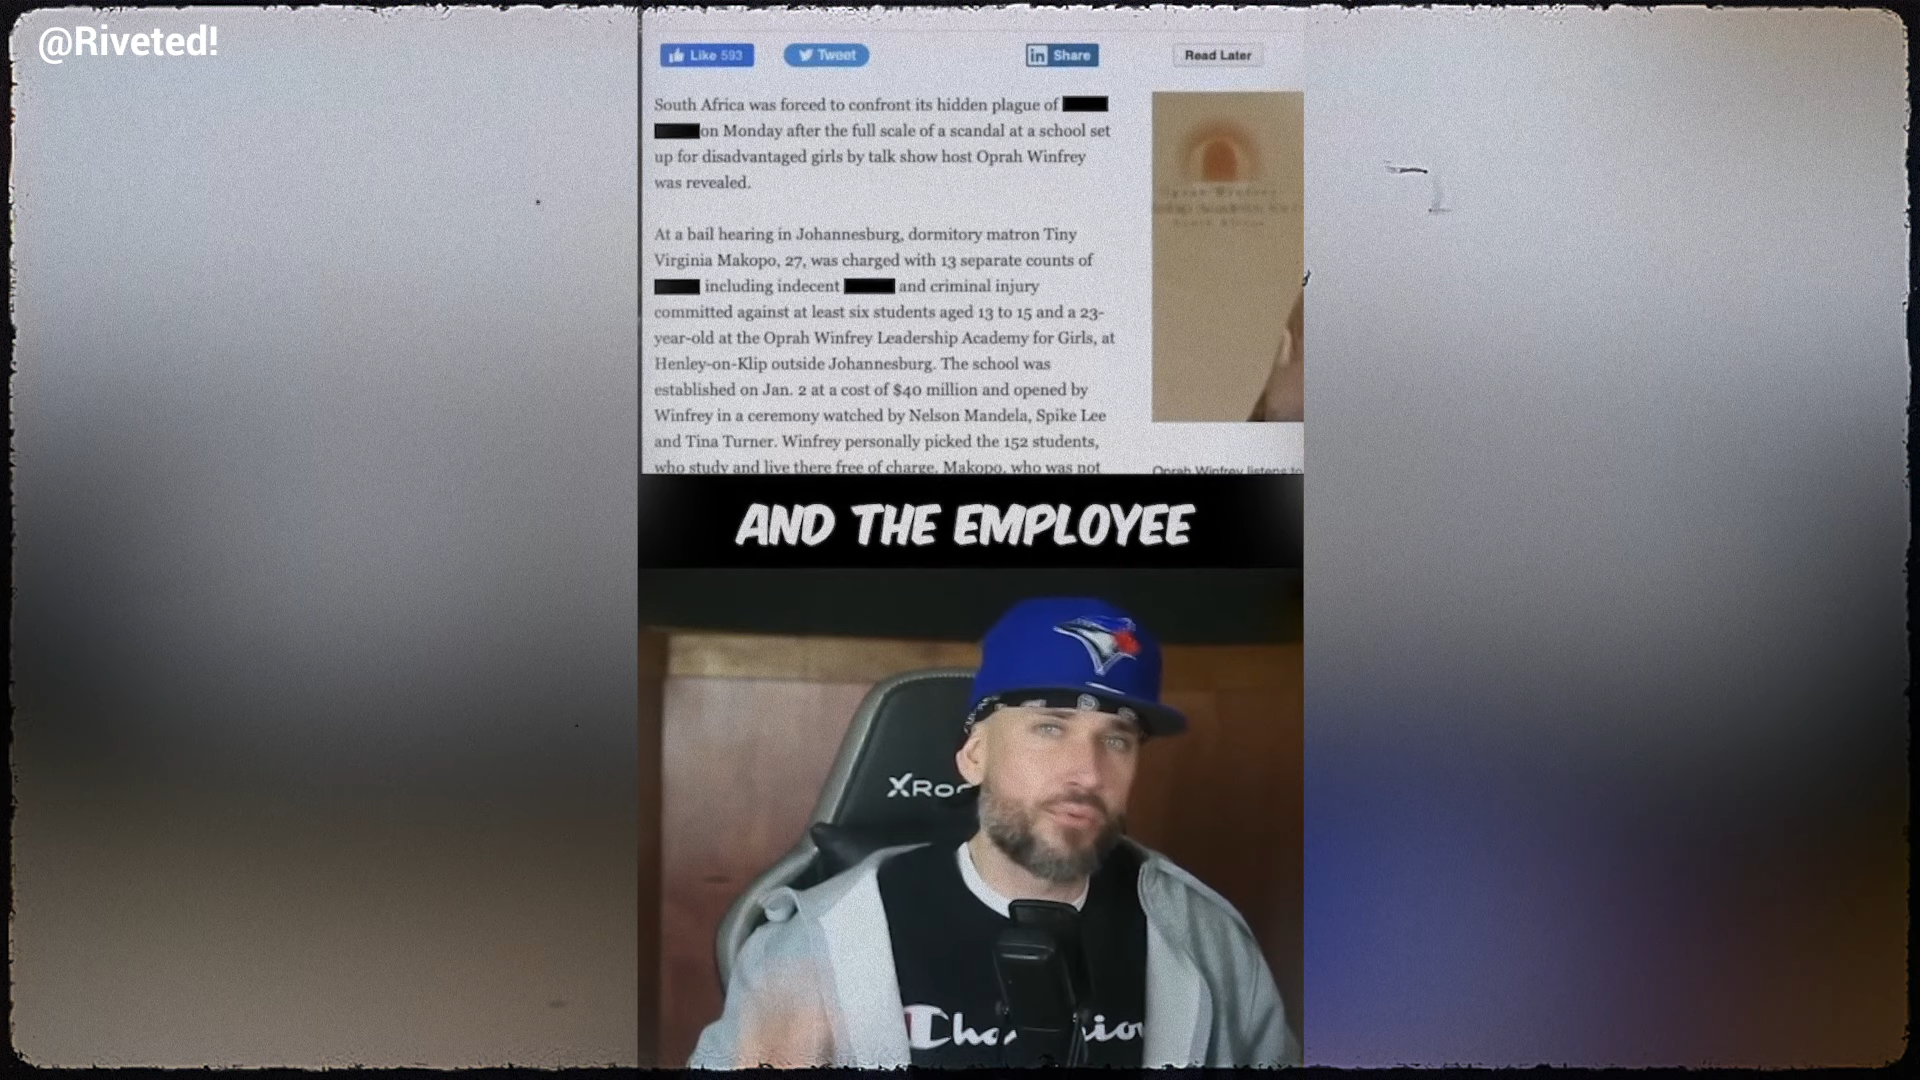 @Riveted!
Like 593
Tweet
in Share
Read Later
South Africa was forced to confront its hidden plague of
on Monday after the full scale of a scandal at a school set
up for disadvantaged girls by talk show host Oprah Winfrey
was revealed.
At a bail hearing in Johannesburg, dormitory matron Tiny
Virginia Makopo, 27, was charged with 13 separate counts of
including indecent and criminal injury
committed against at least six students aged 13 to 15 and a 23-
year-old at the Oprah Winfrey Leadership Academy for Girls, at
Henley-on-Klip outside Johannesburg. The school was
established on Jan. 2 at a cost of $40 million and opened by
Winfrey in a ceremony watched by Nelson Mandela, Spike Lee
and Tina Turner. Winfrey personally picked the 152 students,
who study and live there free of charge. Makopo, who was not
Oprah Winfrey listens to
AND THE EMPLOYEE